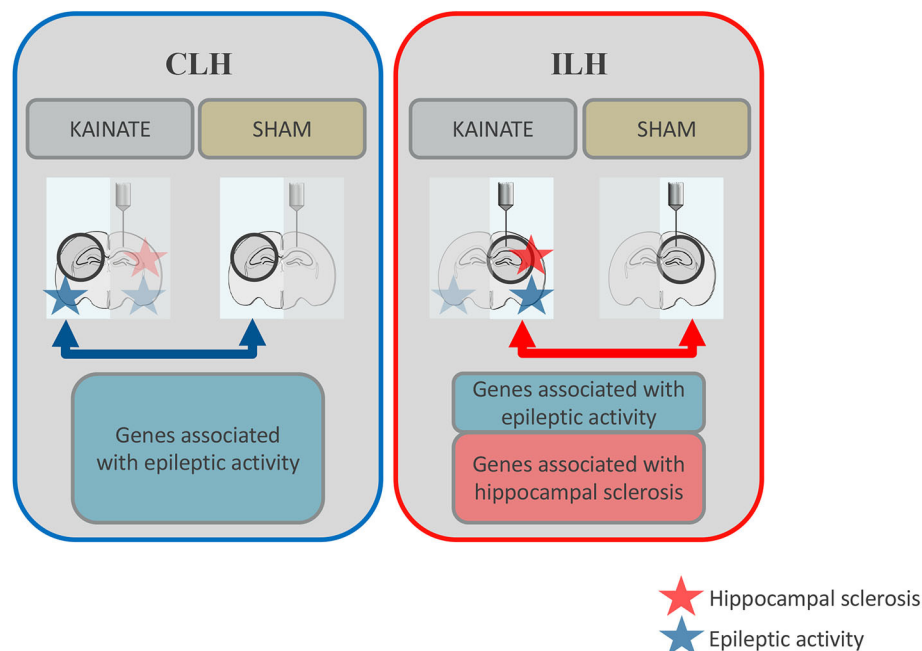 CLH
KAINATE
SHAM
Genes associated
with epileptic activity
ILH
KAINATE
SHAM
Genes associated with
epileptic activity
Genes associated with
hippocampal sclerosis
Hippocampal sclerosis
Epileptic activity